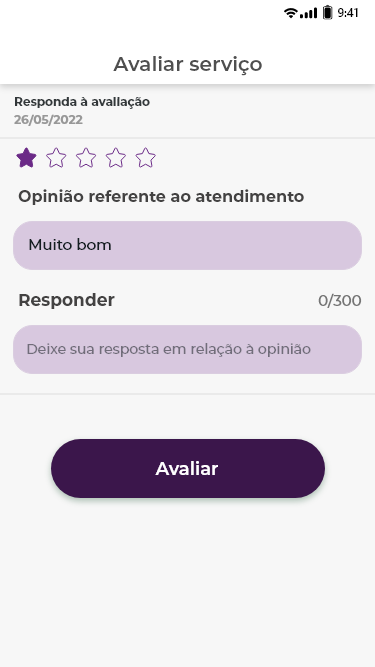 9:41
Avaliar serviço
Responda à avaliação
26/05/2022
Opinião referente ao atendimento
Muito bom
Responder 0/300
Deixe sua resposta em relação à opinião
Avaliar